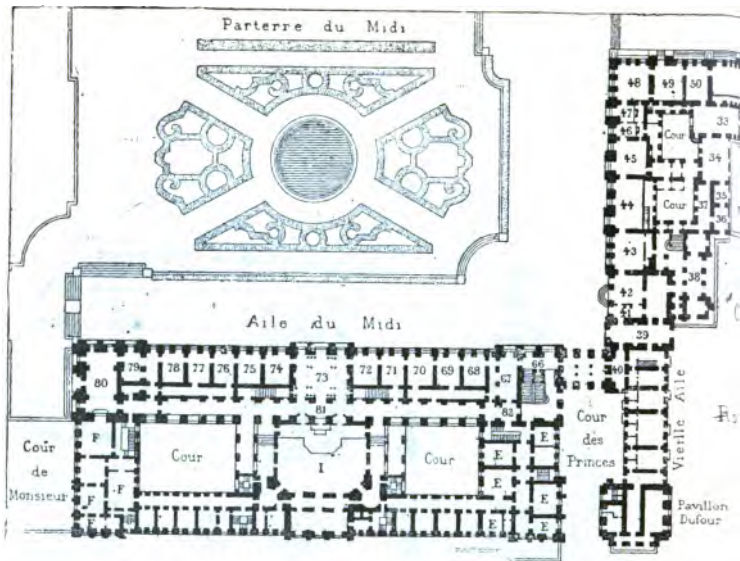 Parterre du Midi
48 49 50
47
46
Cour
33
45
34
44
Cour
37
35
36
43
38
42
41
Aile du Midi
39
40
80
79 78 77 76 75 74
73
72 71 70 69 68
67
66
81
82
Cour
de
Monsieur
F
F
F
F
Cour
I
Cour
E
E
E
E
E
E
Cour
des
Princes
Vieille Aile
Pavillon
Dufour